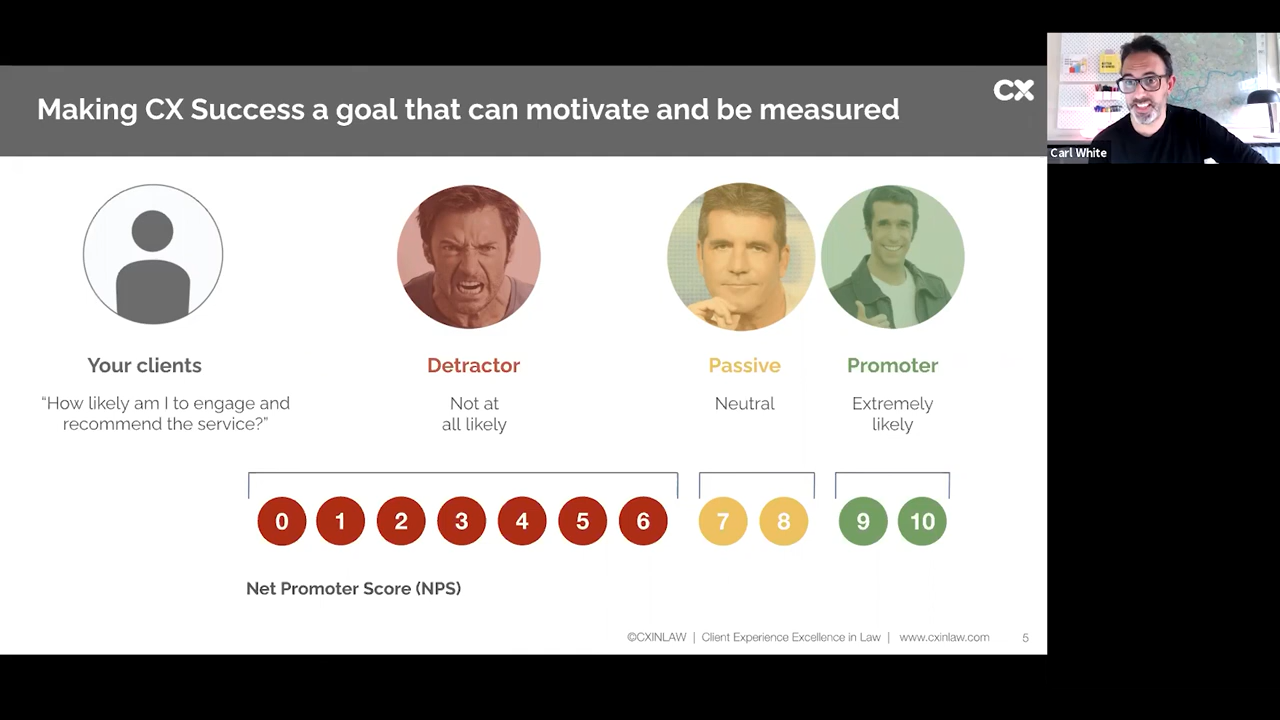 Making CX Success a goal that can motivate and be measured
CX
Carl White
Your clients
Detractor
Passive
Promoter
“How likely am I to engage and
recommend the service?”
Not at
all likely
Neutral
Extremely
likely
0 1 2 3 4 5 6 7 8 9 10
Net Promoter Score (NPS)
©CXINLAW | Client Experience Excellence in Law | www.cxinlaw.com 5